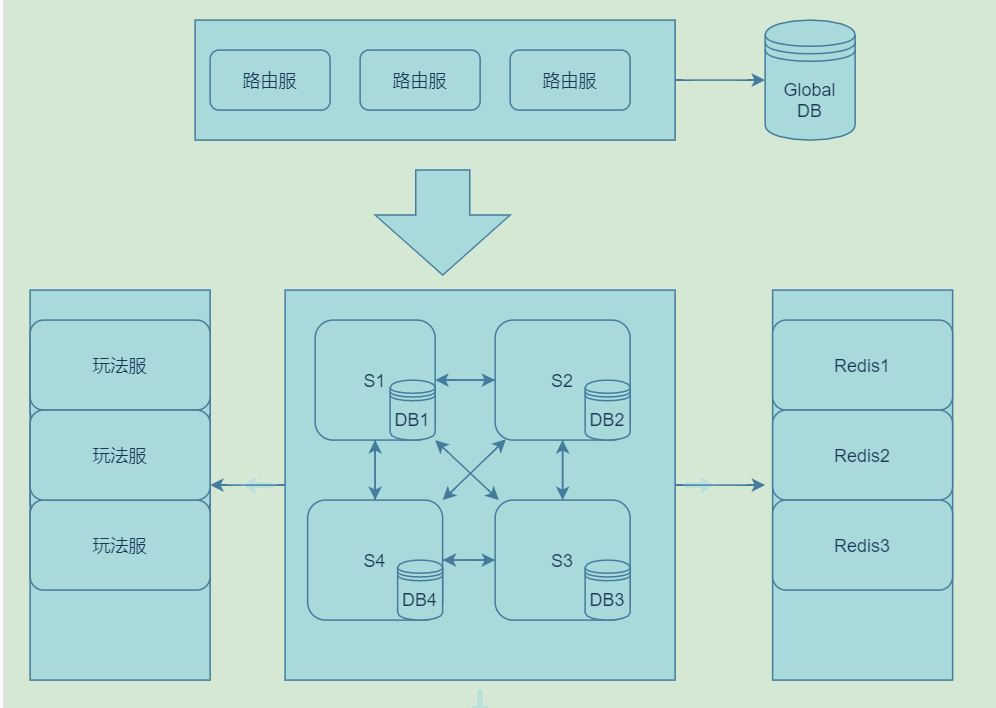 路由服
路由服
路由服
Global
DB
玩法服
玩法服
玩法服
S1
DB1
S2
DB2
S4
DB4
S3
DB3
Redis1
Redis2
Redis3